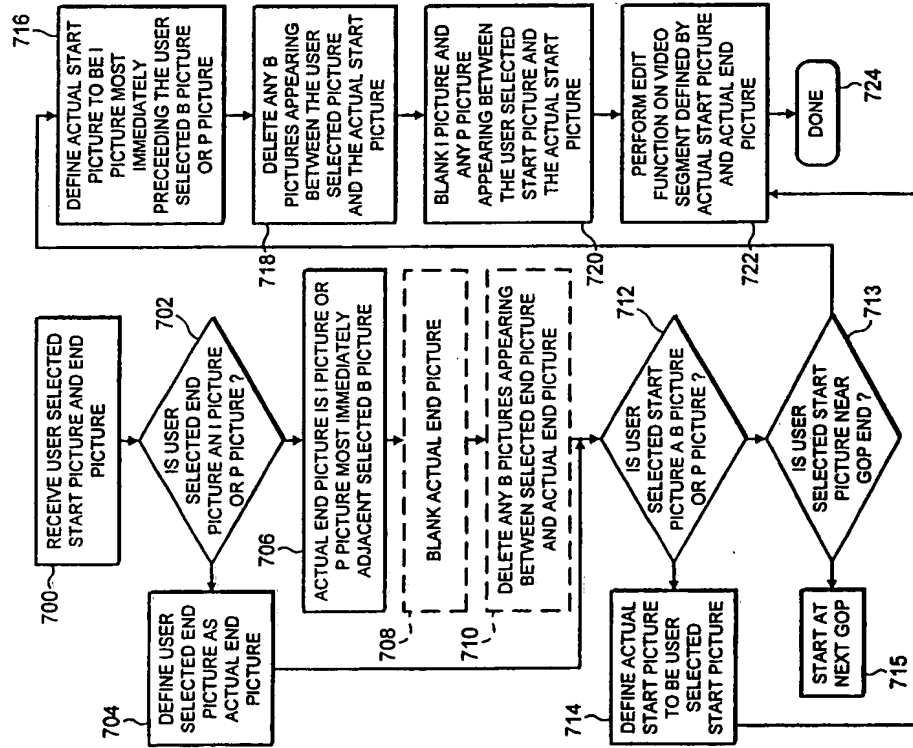 700
RECEIVE USER SELECTED
START PICTURE AND END
PICTURE
702
IS USER
SELECTED END
PICTURE AN I PICTURE
OR P PICTURE ?
704
DEFINE USER
SELECTED END
PICTURE AS
ACTUAL END
PICTURE
706
ACTUAL END PICTURE IS I PICTURE OR
P PICTURE MOST IMMEDIATELY
ADJACENT SELECTED B PICTURE
708
BLANK ACTUAL END PICTURE
710
DELETE ANY B PICTURES APPEARING
BETWEEN SELECTED END PICTURE
AND ACTUAL END PICTURE
712
IS USER
SELECTED START
PICTURE A B PICTURE
OR P PICTURE ?
714
DEFINE ACTUAL
START PICTURE
TO BE USER
SELECTED
START PICTURE
713
IS USER
SELECTED START
PICTURE NEAR
GOP END ?
START AT
NEXT GOP
715
716
DEFINE ACTUAL START
PICTURE TO BE I
PICTURE MOST
IMMEDIATELY
PRECEEDING THE USER
SELECTED B PICTURE
OR P PICTURE
718
DELETE ANY B
PICTURES APPEARING
BETWEEN THE USER
SELECTED PICTURE
AND THE ACTUAL START
PICTURE
720
BLANK I PICTURE AND
ANY P PICTURE
APPEARING BETWEEN
THE USER SELECTED
START PICTURE AND
THE ACTUAL START
PICTURE
722
PERFORM EDIT
FUNCTION ON VIDEO
SEGMENT DEFINED BY
ACTUAL START PICTURE
AND ACTUAL END
PICTURE
724
DONE